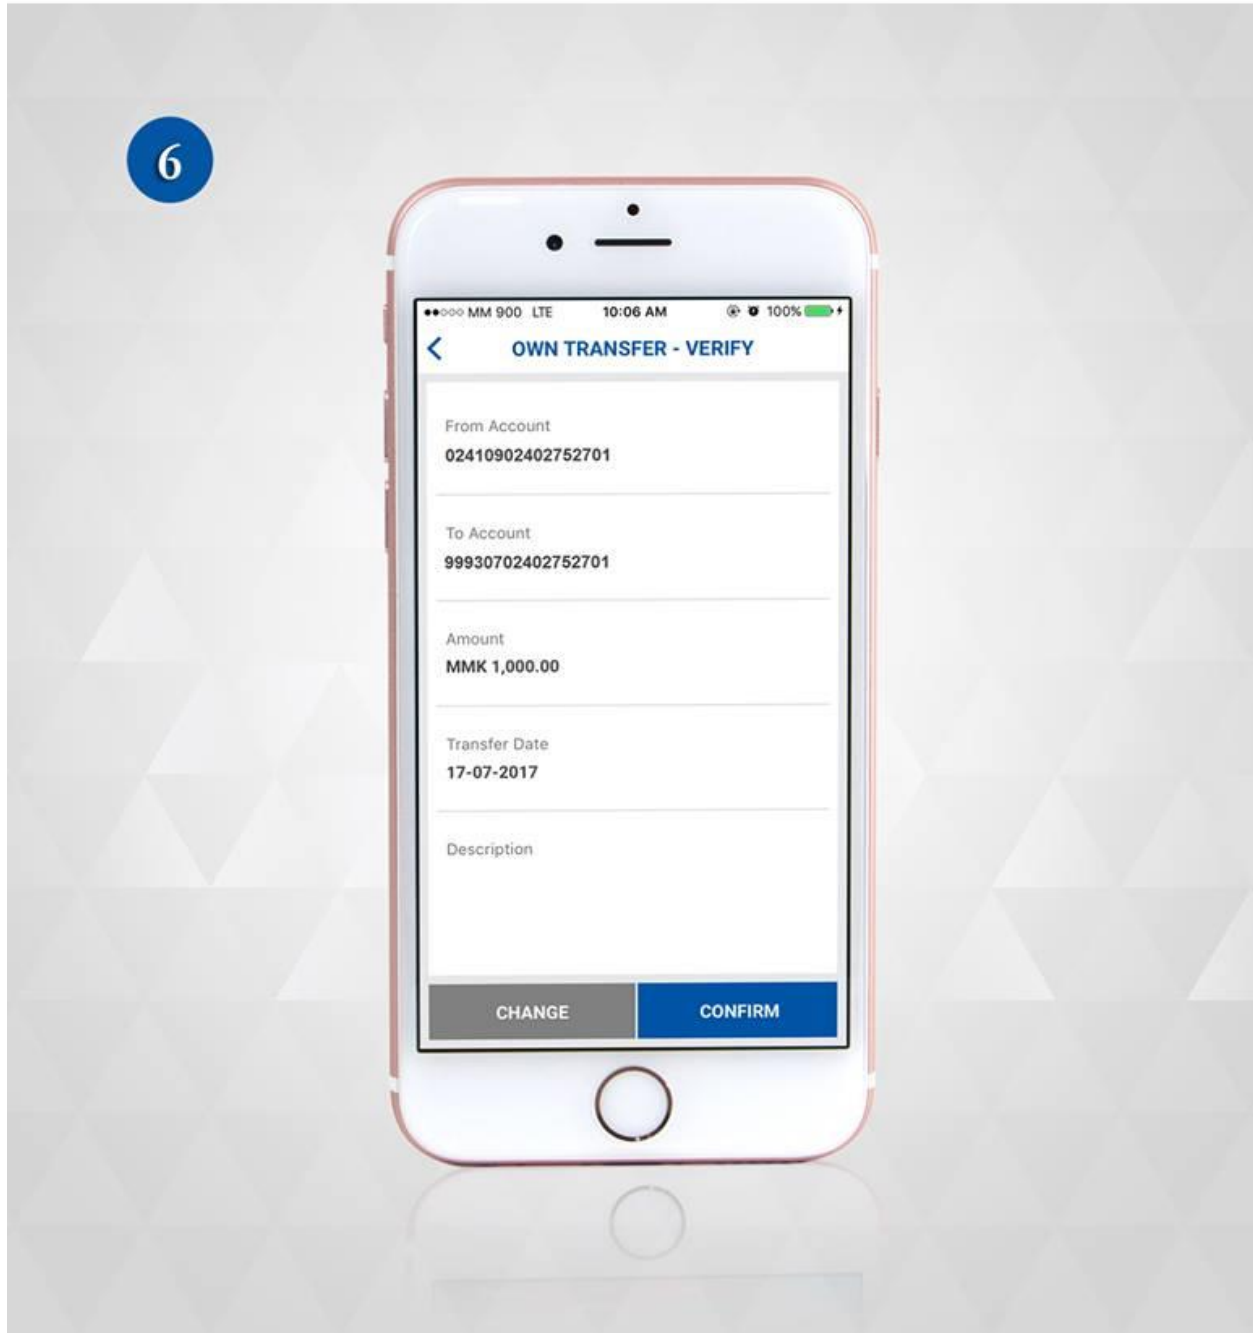 6
MM 900 LTE 10:06 AM 100%
OWN TRANSFER - VERIFY
From Account
02410902402752701
To Account
99930702402752701
Amount
MMK 1,000.00
Transfer Date
17-07-2017
Description
CHANGE CONFIRM